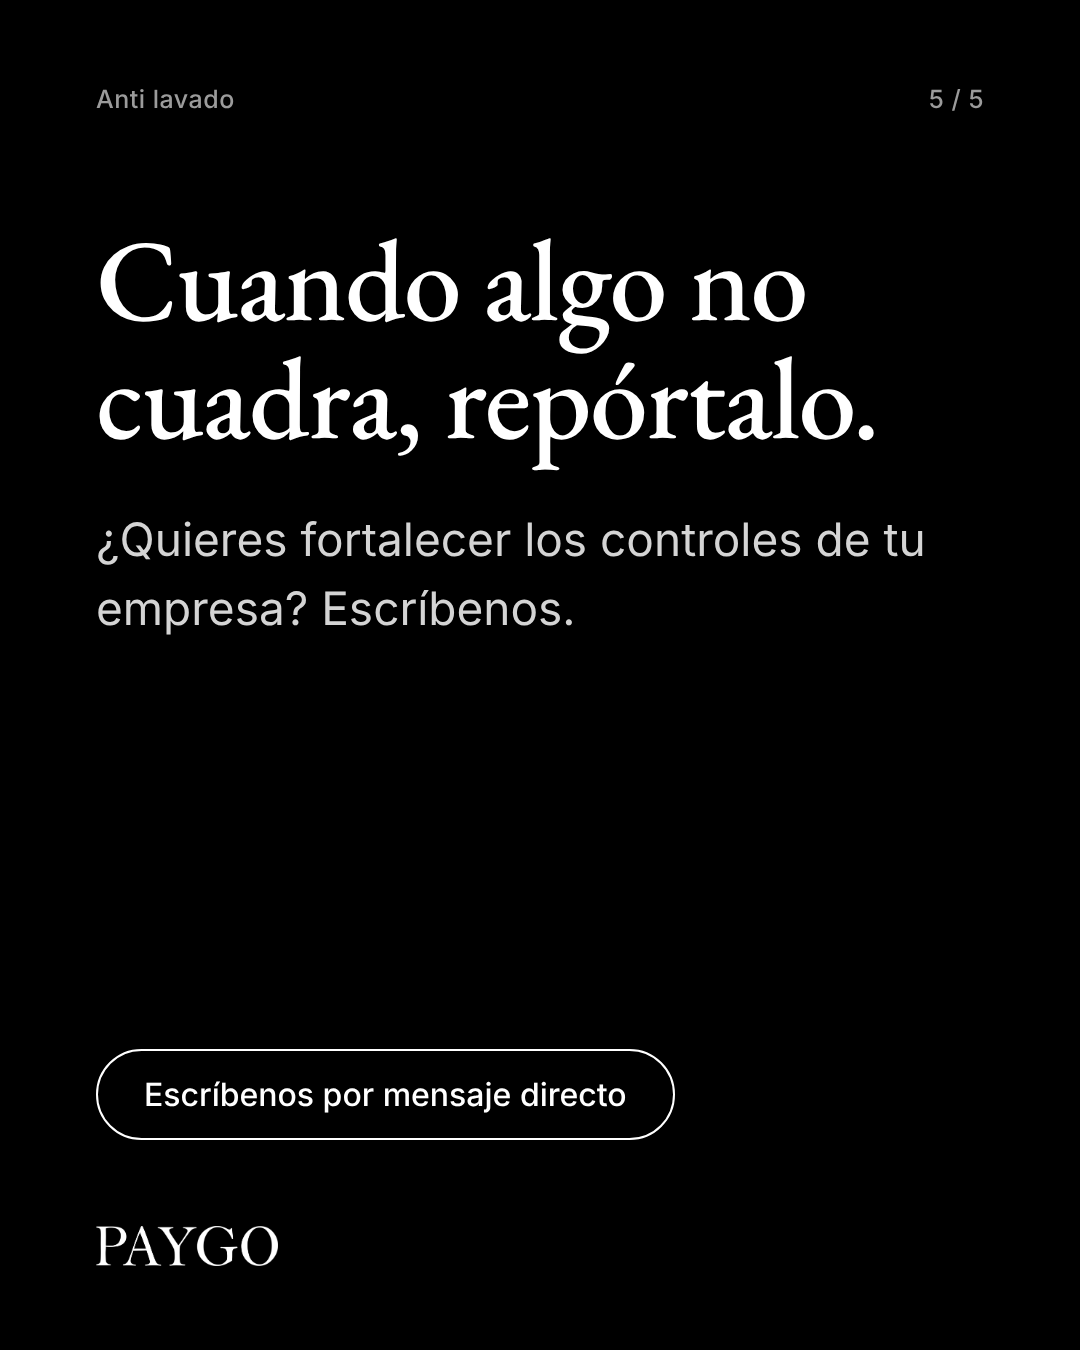 Anti lavado
5 / 5
Cuando algo no
cuadra, repórtalo.
¿Quieres fortalecer los controles de tu
empresa? Escríbenos.
Escríbenos por mensaje directo
PAYGO